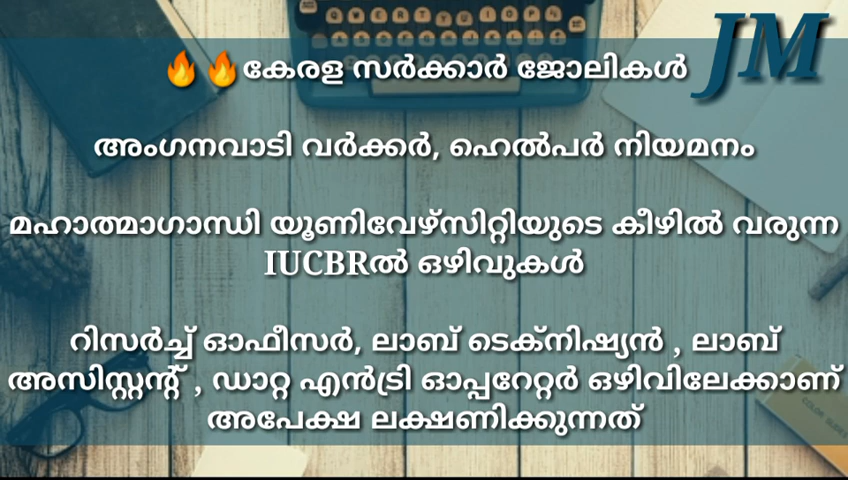 JM
🔥🔥കേരള സർക്കാർ ജോലികൾ
അംഗനവാടി വർക്കർ, ഹെൽപർ നിയമനം
മഹാത്മാഗാന്ധി യൂണിവേഴ്സിറ്റിയുടെ കീഴിൽ വരുന്ന
IUCBRൽ ഒഴിവുകൾ
റിസർച്ച് ഓഫീസർ, ലാബ് ടെക്നിഷ്യൻ , ലാബ്
അസിസ്റ്റന്റ് , ഡാറ്റ എൻട്രി ഓപ്പറേറ്റർ ഒഴിവിലേക്കാണ്
അപേക്ഷ ലക്ഷണിക്കുന്നത്